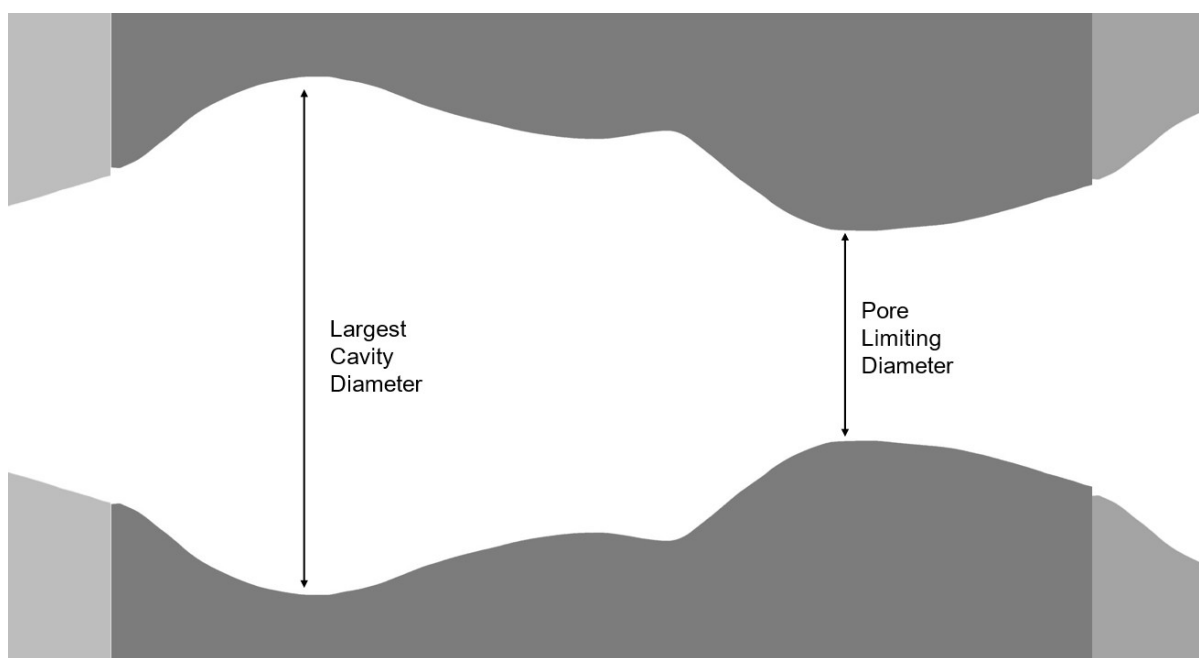 Largest
Cavity
Diameter
Pore
Limiting
Diameter